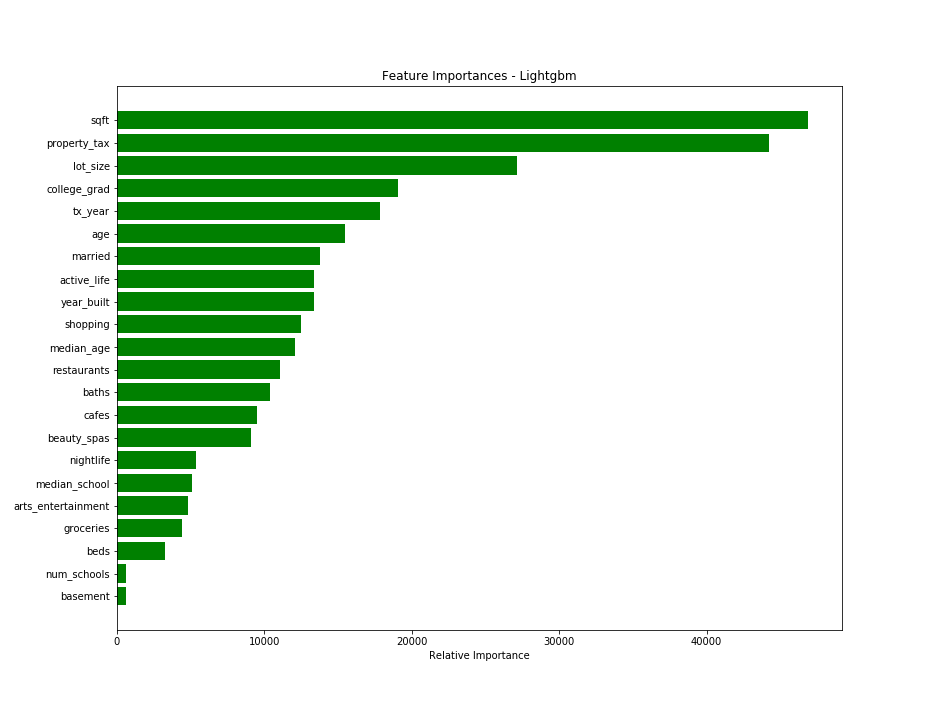 Feature Importances - Lightgbm
sqft
property_tax
lot_size
college_grad
tx_year
age
married
active_life
year_built
shopping
median_age
restaurants
baths
cafes
beauty_spas
nightlife
median_school
arts_entertainment
groceries
beds
num_schools
basement
0 10000 20000 30000 40000
Relative Importance